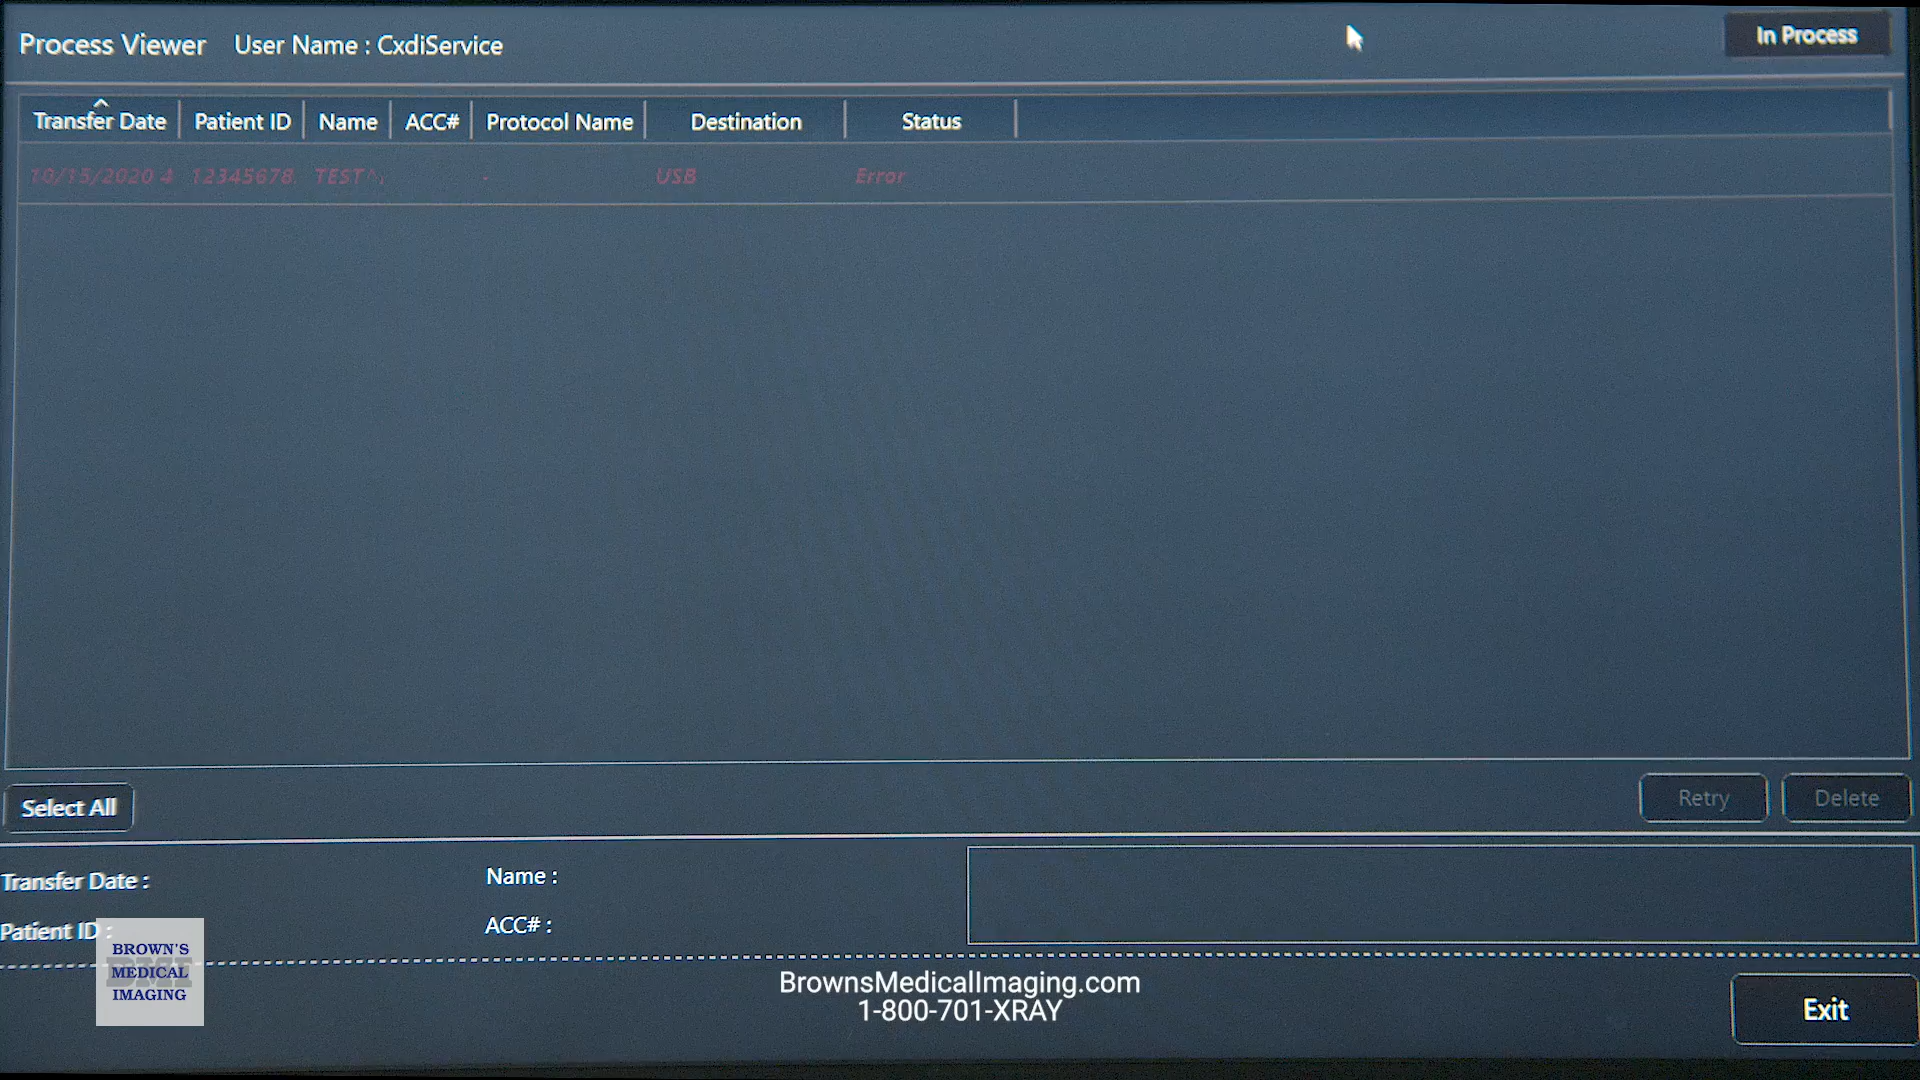 Process Viewer User Name : CxdiService
In Process
Transfer Date Patient ID Name ACC# Protocol Name Destination Status
10/15/2020 4 12345678. TEST^ - USB Error
Select All
Retry Delete
Transfer Date :
Name :
Patient ID :
ACC# :
BROWN'S
MEDICAL
IMAGING
BrownsMedicalImaging.com
1-800-701-XRAY
Exit